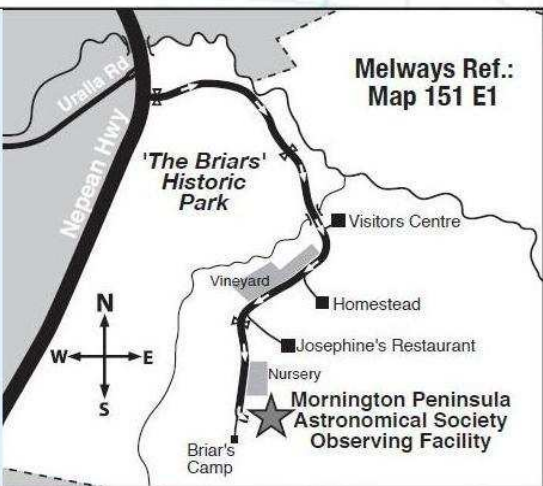 Uralla Rd
Nepean Hwy
Melways Ref.:
Map 151 E1
'The Briars'
Historic
Park
Visitors Centre
Vineyard
Homestead
Josephine's Restaurant
Nursery
Mornington Peninsula
Astronomical Society
Observing Facility
Briar's
Camp
N
W
E
S